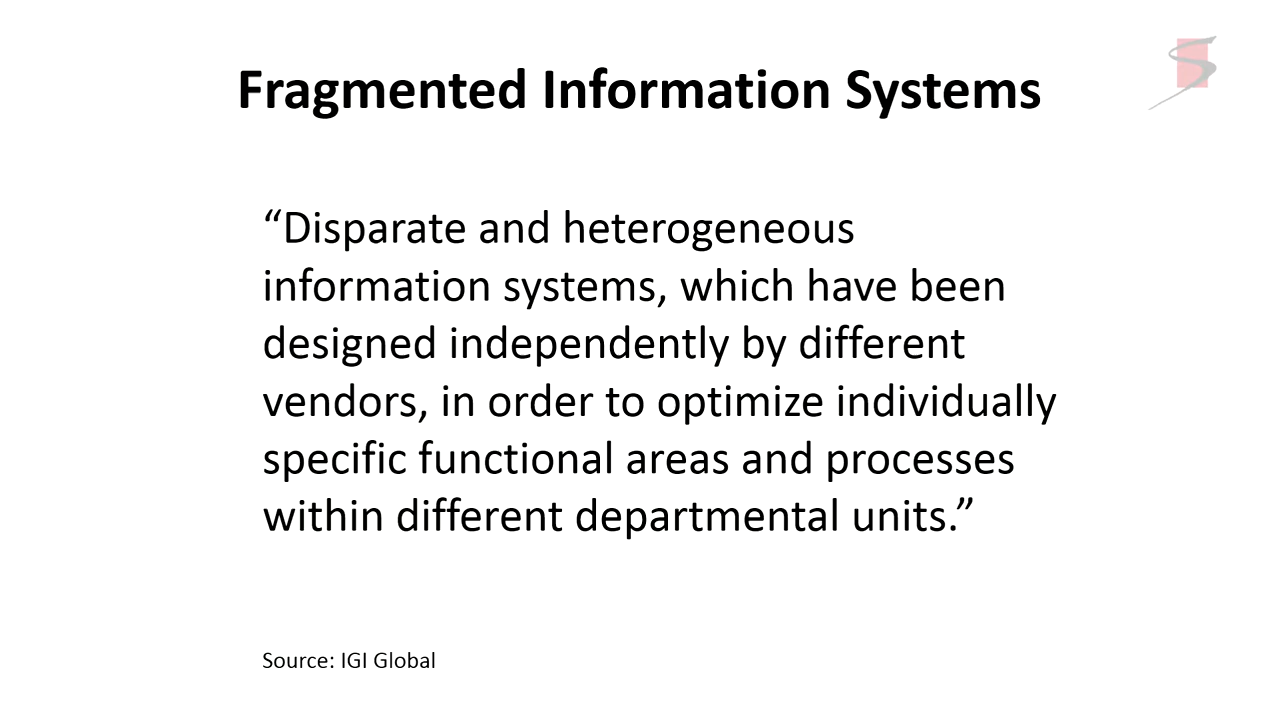 Fragmented Information Systems
“Disparate and heterogeneous
information systems, which have been
designed independently by different
vendors, in order to optimize individually
specific functional areas and processes
within different departmental units.”
Source: IGI Global